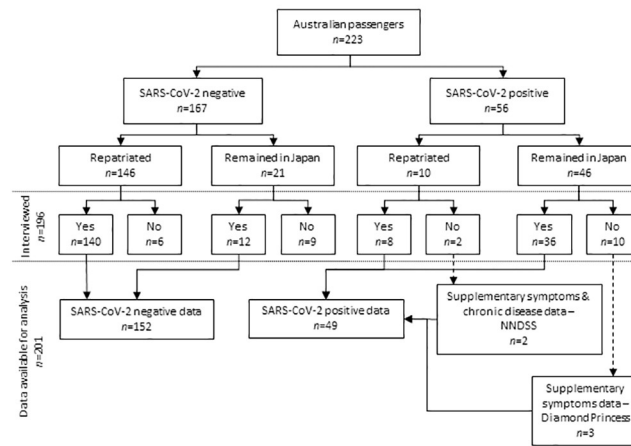 Australian passengers
n=223
SARS-CoV-2 negative
n=167
SARS-CoV-2 positive
n=56
Repatriated
n=146
Remained in Japan
n=21
Repatriated
n=10
Remained in Japan
n=46
Interviewed
n=196
Yes
n=140
No
n=6
Yes
n=12
No
n=9
Yes
n=8
No
n=2
Yes
n=36
No
n=10
Data available for analysis
n=201
SARS-CoV-2 negative data
n=152
SARS-CoV-2 positive data
n=49
Supplementary symptoms &
chronic disease data –
NNDSS
n=2
Supplementary
symptoms data –
Diamond Princess
n=3